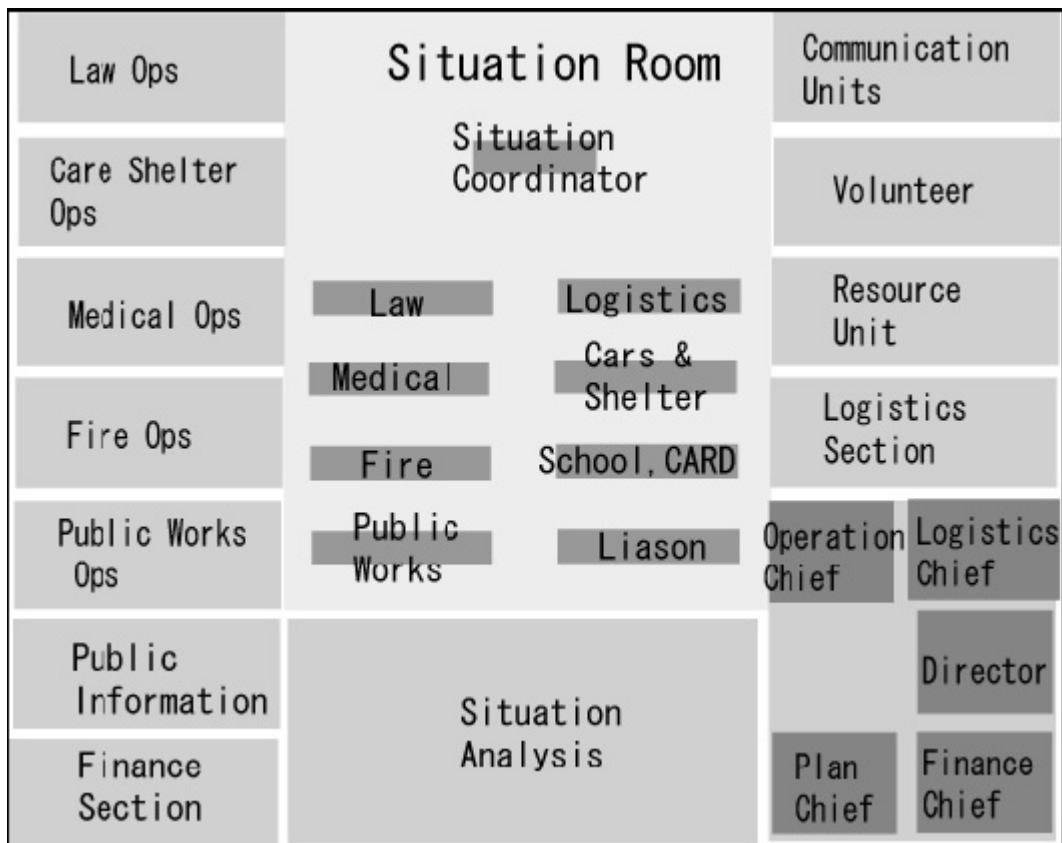 Law Ops
Care Shelter
Ops
Medical Ops
Fire Ops
Public Works
Ops
Public
Information
Finance
Section
Situation Room
Situation
Coordinator
Law
Logistics
Medical
Cars &
Shelter
Fire
School,CARD
Public
Works
Liason
Situation
Analysis
Communication
Units
Volunteer
Resource
Unit
Logistics
Section
Operation
Chief
Logistics
Chief
Director
Plan
Chief
Finance
Chief